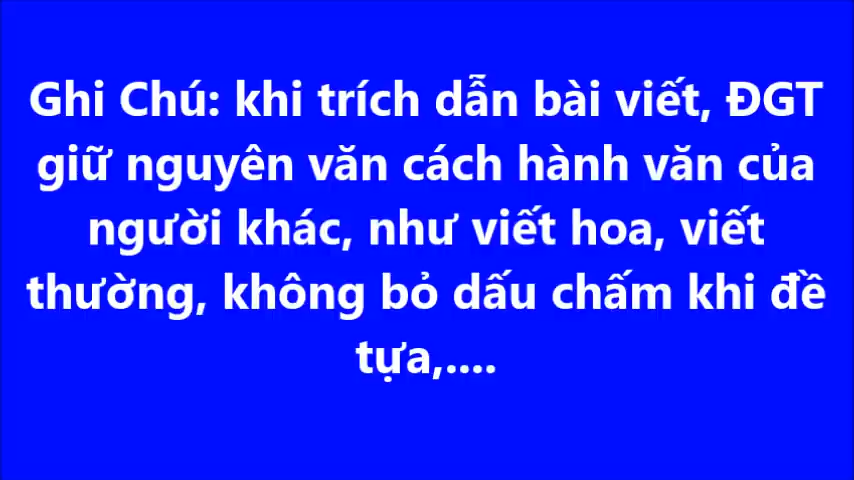 Ghi Chú: khi trích dẫn bài viết, ĐGT
giữ nguyên văn cách hành văn của
người khác, như viết hoa, viết
thường, không bỏ dấu chấm khi đề
tựa,....